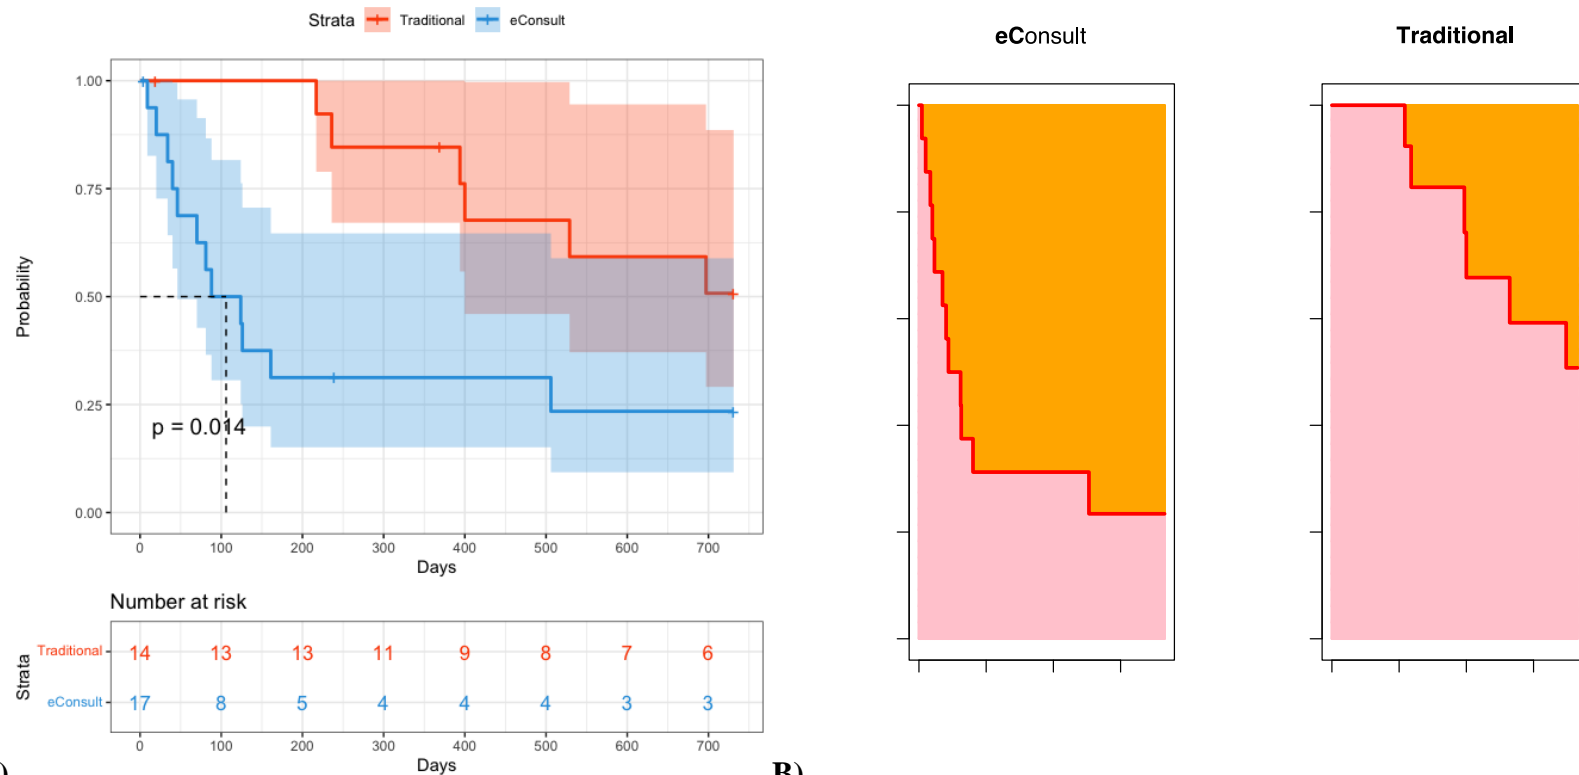 Strata Traditional eConsult
1.00
0.75
0.50
0.25
0.00
Probability
p = 0.014
0 100 200 300 400 500 600 700
Days
Number at risk
Strata
Traditional 14 13 13 11 9 8 7 6
eConsult 17 8 5 4 4 4 3 3
0 100 200 300 400 500 600 700
Days
)
B)
eConsult
Traditional